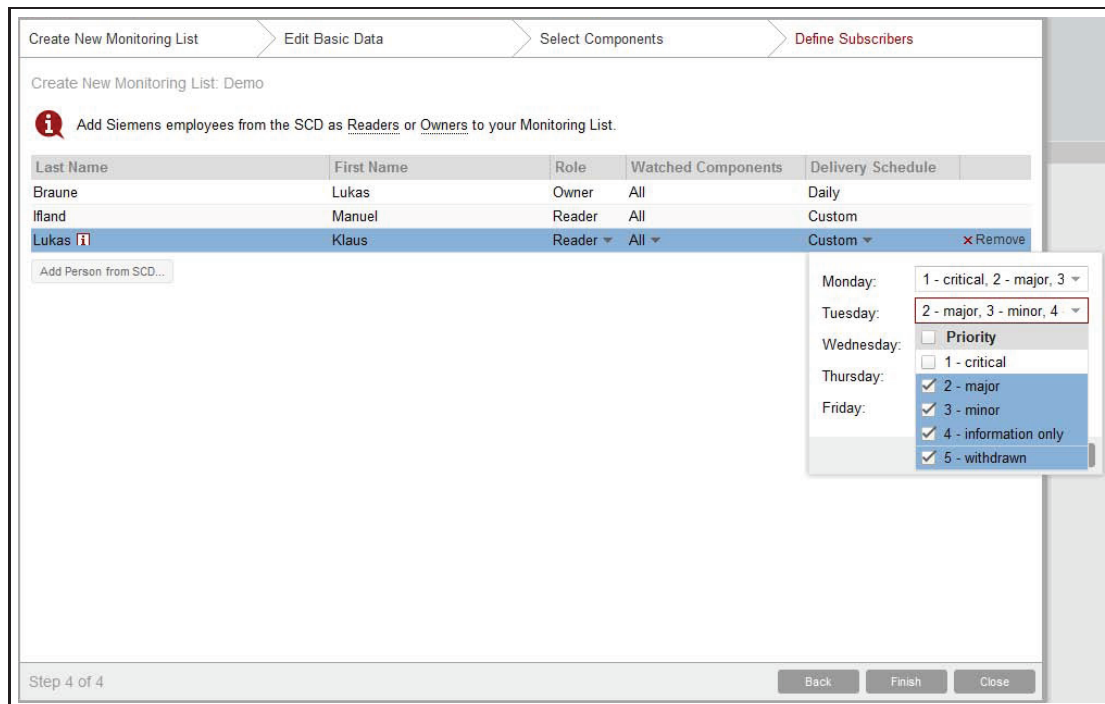 Create New Monitoring List Edit Basic Data Select Components Define Subscribers
Create New Monitoring List: Demo
Add Siemens employees from the SCD as Readers or Owners to your Monitoring List.
Last Name First Name Role Watched Components Delivery Schedule
Braune Lukas Owner All Daily
Ifland Manuel Reader All Custom
Lukas Klaus Reader All Custom Remove
Add Person from SCD...
Monday: 1 - critical, 2 - major, 3
Tuesday: 2 - major, 3 - minor, 4
Priority
Wednesday:
1 - critical
Thursday:
2 - major
Friday:
3 - minor
4 - information only
5 - withdrawn
Step 4 of 4 Back Finish Close